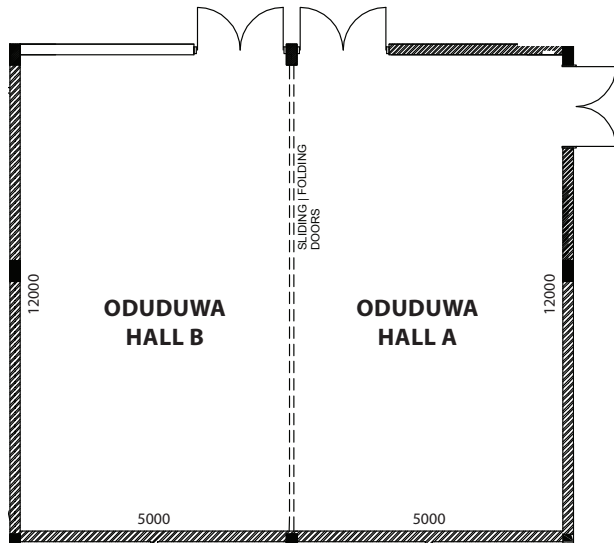 SLIDING | FOLDING
DOORS
12000
ODUDUWA
HALL B
ODUDUWA
HALL A
12000
5000
5000